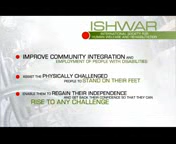 ISHWAR
INTERNATIONAL SOCIETY FOR
HUMAN WELFARE AND REHABILITATION
IMPROVE COMMUNITY INTEGRATION AND
EMPLOYMENT OF PEOPLE WITH DISABILITIES
ASSIST THE PHYSICALLY CHALLENGED
PEOPLE TO STAND ON THEIR FEET
ENABLE THEM TO REGAIN THEIR INDEPENDENCE
AND GET BACK THEIR CONFIDENCE SO THAT THEY CAN
RISE TO ANY CHALLENGE